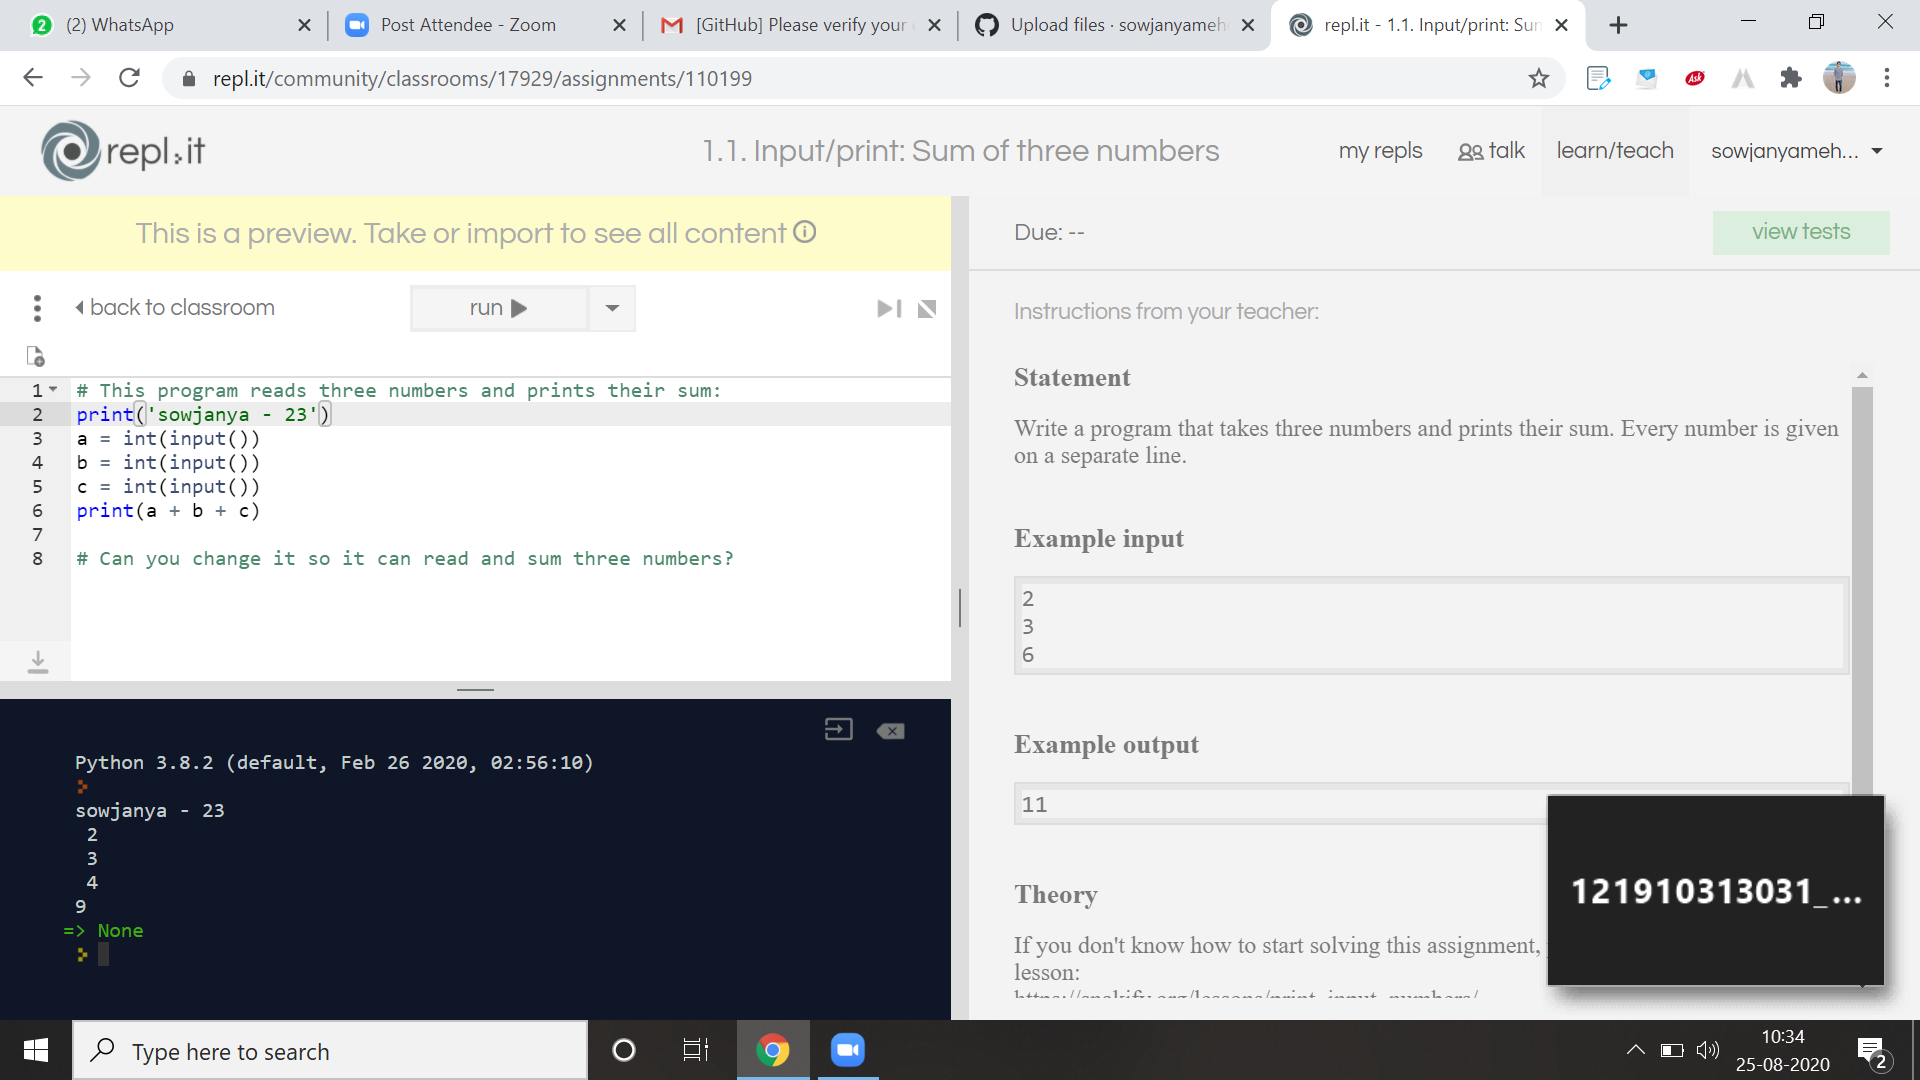 2
(2) WhatsApp
Post Attendee - Zoom
[GitHub] Please verify your
Upload files · sowjanyameh
repl.it - 1.1. Input/print: Sum
repl.it/community/classrooms/17929/assignments/110199
Ask
repl.it
1.1. Input/print: Sum of three numbers
my repls
talk
learn/teach
sowjanyameh...
This is a preview. Take or import to see all content
Due: --
view tests
back to classroom
run
Instructions from your teacher:
1 # This program reads three numbers and prints their sum:
2 print('sowjanya - 23')
3 a = int(input())
4 b = int(input())
5 c = int(input())
6 print(a + b + c)
7
8 # Can you change it so it can read and sum three numbers?
Python 3.8.2 (default, Feb 26 2020, 02:56:10)
sowjanya - 23
2
3
4
9
=> None
Statement
Write a program that takes three numbers and prints their sum. Every number is given
on a separate line.
Example input
2
3
6
Example output
11
Theory
If you don't know how to start solving this assignment,
lesson:
https://snakify.org/lessons/print_input_numbers/
121910313031_...
Type here to search
10:34
25-08-2020
2